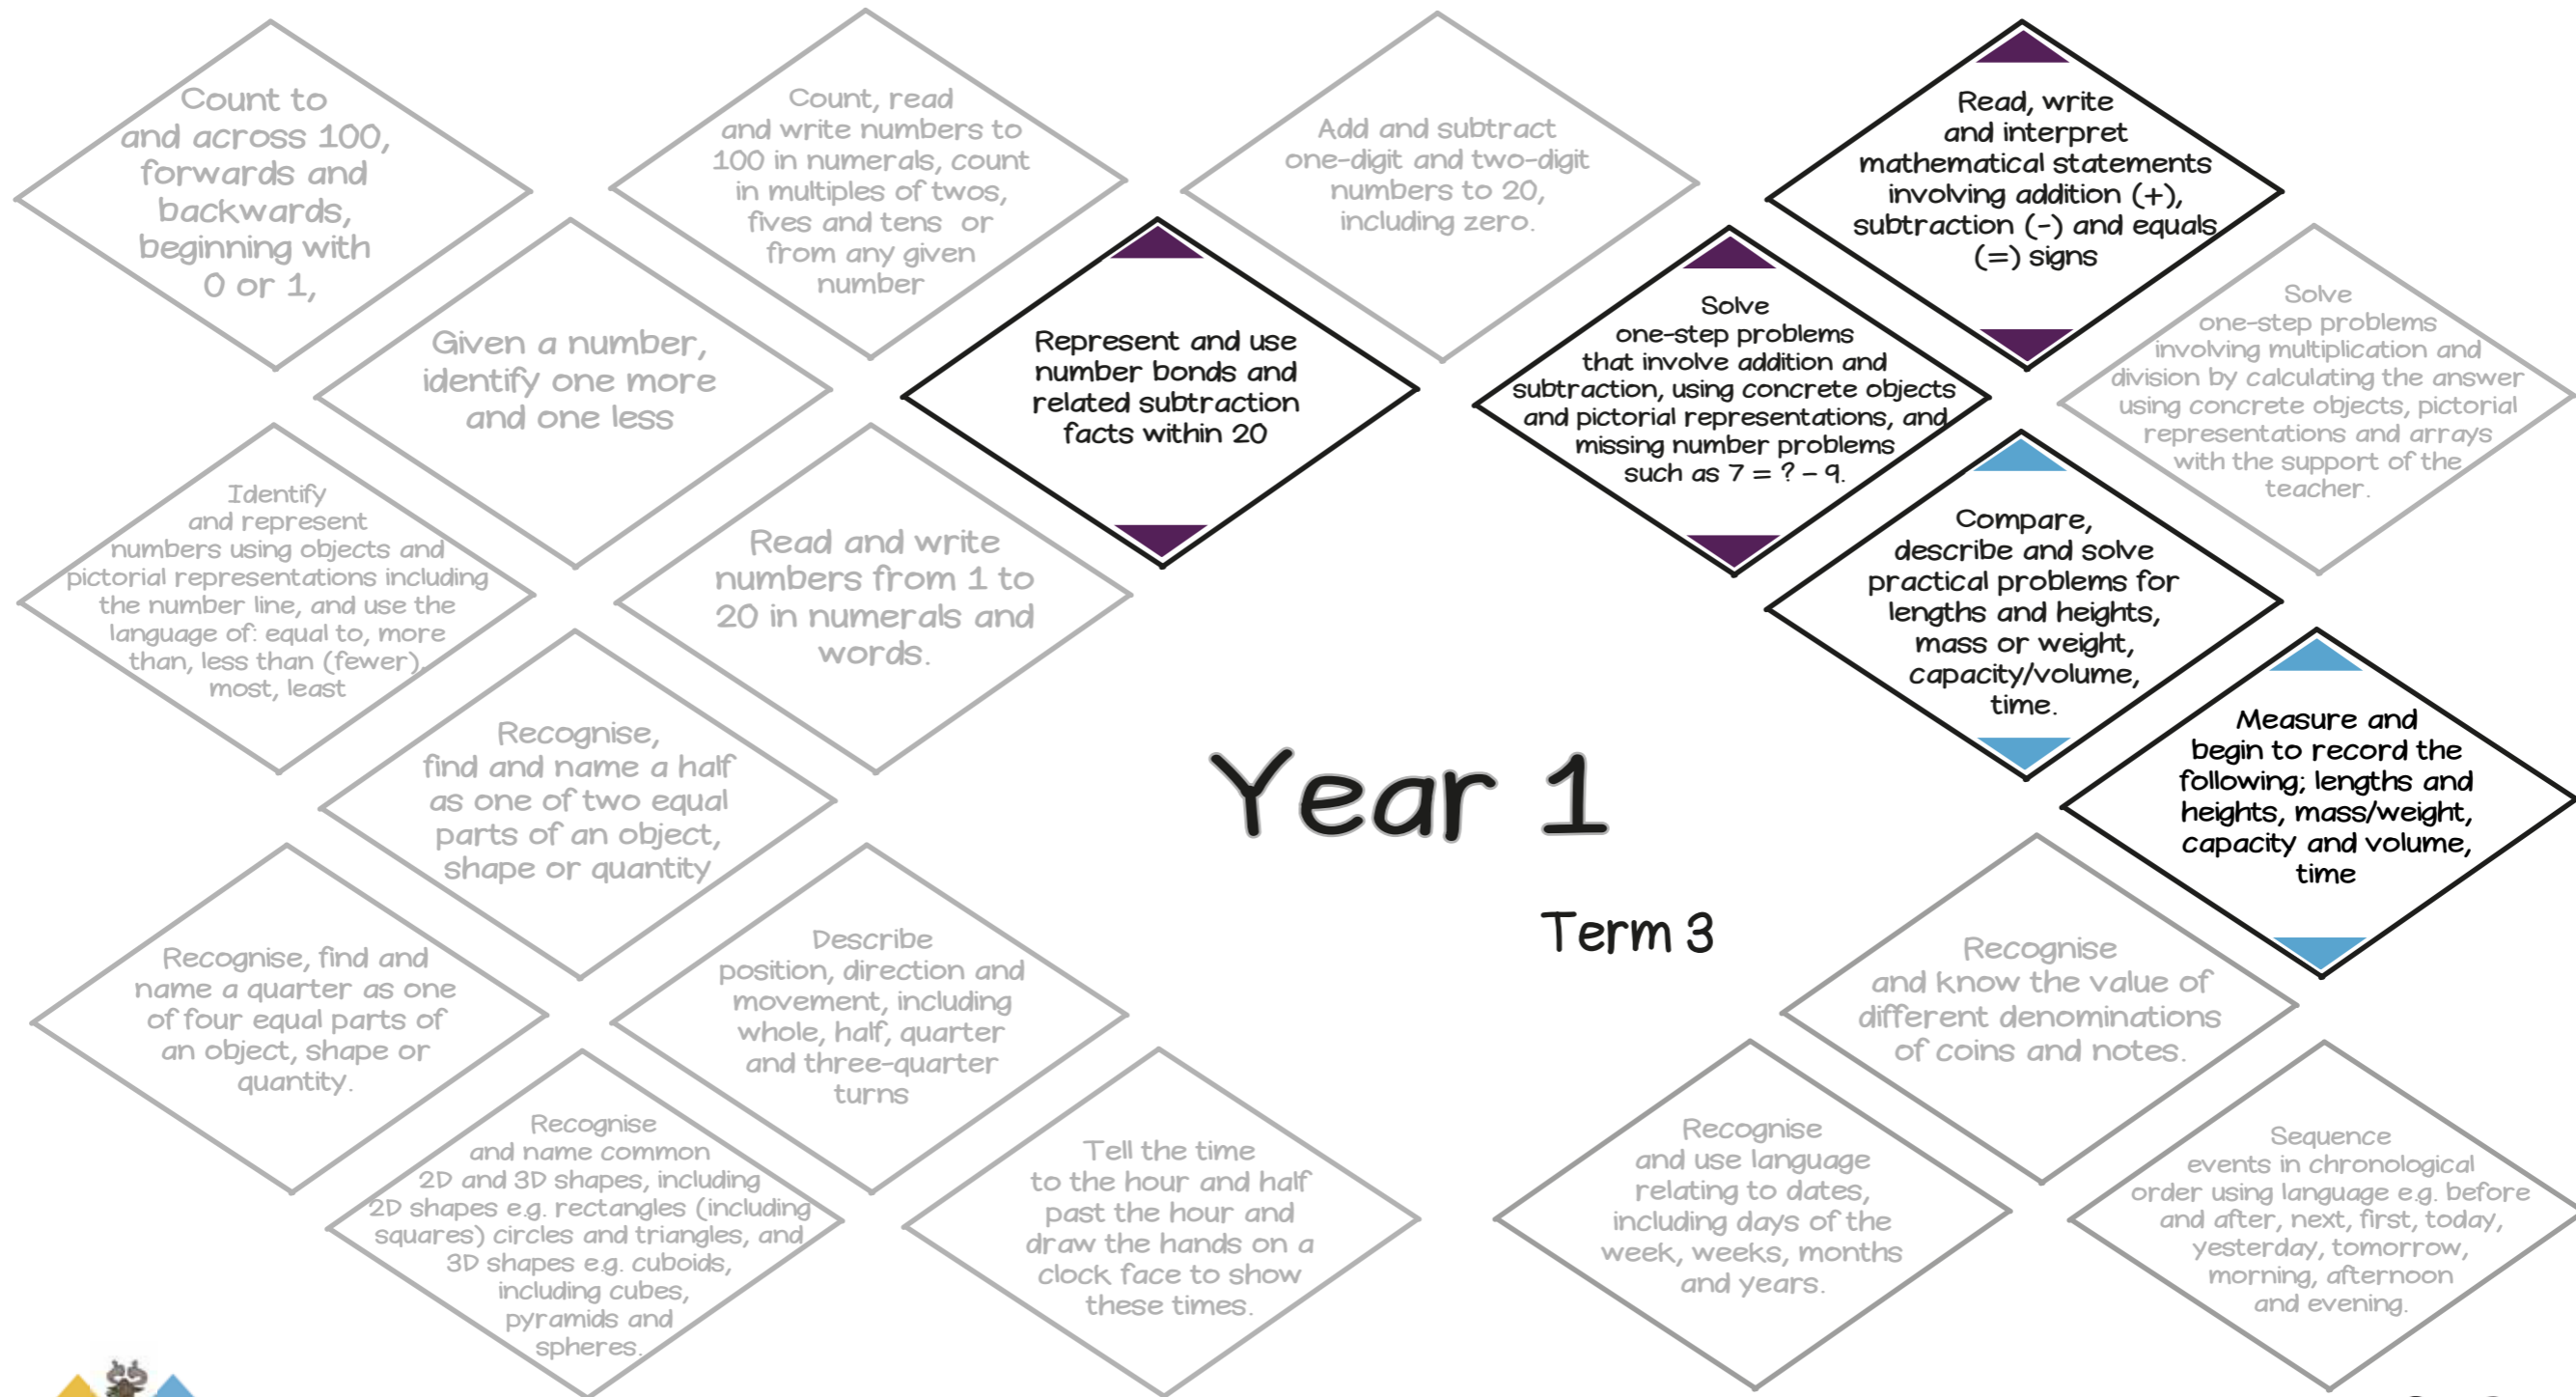 Count to
and across 100,
forwards and
backwards,
beginning with
0 or 1,
Count, read
and write numbers to
100 in numerals, count
in multiples of twos,
fives and tens or
from any given
number
Add and subtract
one-digit and two-digit
numbers to 20,
including zero.
Read, write
and interpret
mathematical statements
involving addition (+),
subtraction (-) and equals
(=) signs
Given a number,
identify one more
and one less
Represent and use
number bonds and
related subtraction
facts within 20
Solve
one-step problems
that involve addition and
subtraction, using concrete objects
and pictorial representations, and
missing number problems
such as 7 = ? – 9.
Solve
one-step problems
involving multiplication and
division by calculating the answer
using concrete objects, pictorial
representations and arrays
with the support of the
teacher.
Identify
and represent
numbers using objects and
pictorial representations including
the number line, and use the
language of: equal to, more
than, less than (fewer),
most, least
Read and write
numbers from 1 to
20 in numerals and
words.
Compare,
describe and solve
practical problems for
lengths and heights,
mass or weight,
capacity/volume,
time.
Recognise,
find and name a half
as one of two equal
parts of an object,
shape or quantity
Year 1
Term 3
Measure and
begin to record the
following; lengths and
heights, mass/weight,
capacity and volume,
time
Recognise, find and
name a quarter as one
of four equal parts of
an object, shape or
quantity.
Describe
position, direction and
movement, including
whole, half, quarter
and three-quarter
turns
Recognise
and know the value of
different denominations
of coins and notes.
Recognise
and name common
2D and 3D shapes, including
2D shapes e.g. rectangles (including
squares) circles and triangles, and
3D shapes e.g. cuboids,
including cubes,
pyramids and
spheres.
Tell the time
to the hour and half
past the hour and
draw the hands on a
clock face to show
these times.
Recognise
and use language
relating to dates,
including days of the
week, weeks, months
and years.
Sequence
events in chronological
order using language e.g. before
and after, next, first, today,
yesterday, tomorrow,
morning, afternoon
and evening.